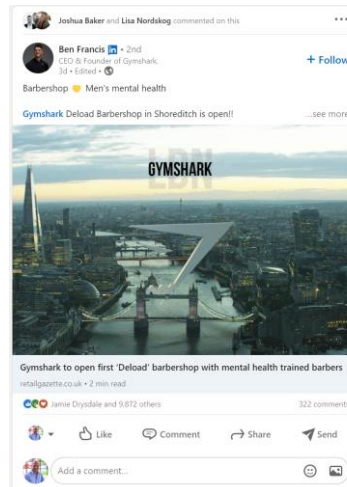 Joshua Baker and Lisa Nordskog commented on this
Ben Francis in • 2nd
CEO & Founder of Gymshark.
3d • Edited •
+ Follow
Barbershop 🤝 Men's mental health
Gymshark Deload Barbershop in Shoreditch is open!!
...see more
LDN
GYMSHARK
Gymshark to open first 'Deload' barbershop with mental health trained barbers
retailgazette.co.uk • 2 min read
Jamie Drysdale and 9,872 others
322 comments
Like
Comment
Share
Send
Add a comment...